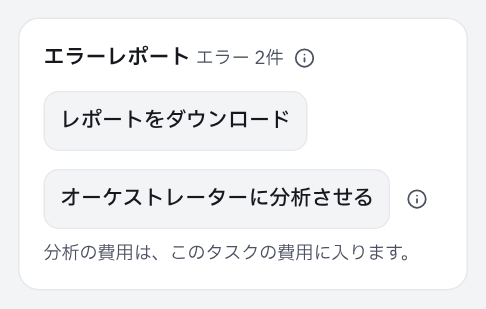 エラーレポート エラー 2件
レポートをダウンロード
オーケストレーターに分析させる
分析の費用は、このタスクの費用に入ります。